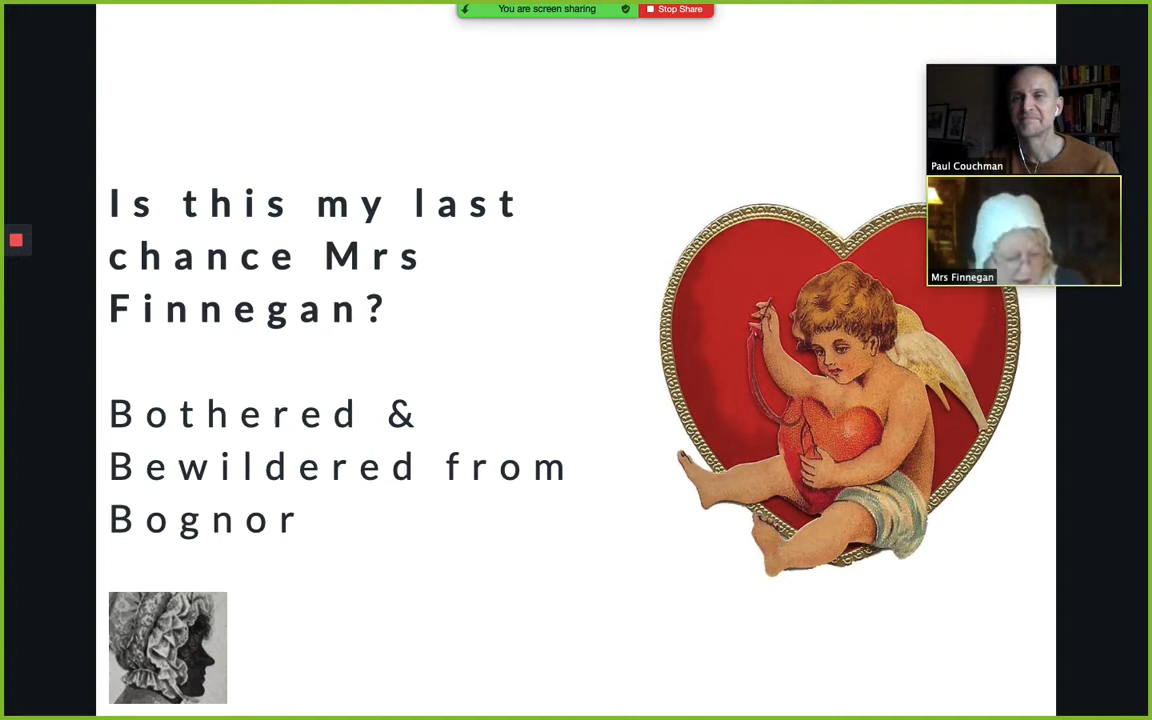 You are screen sharing
Stop Share
Is this my last
chance Mrs
Finnegan?
Bothered &
Bewildered from
Bognor
Paul Couchman
Mrs Finnegan